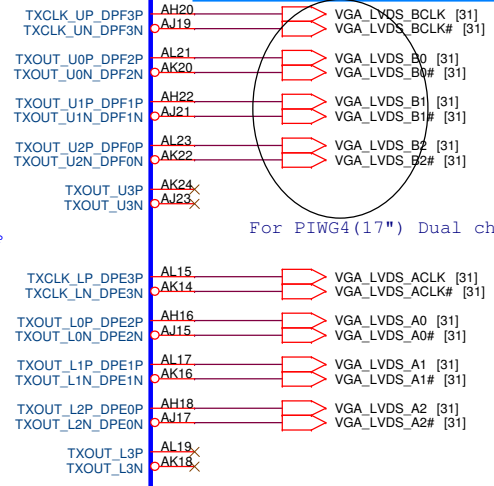 TXCLK_UP_DPF3P AH20 VGA_LVDS_BCLK [31]
TXCLK_UN_DPF3N AJ19 VGA_LVDS_BCLK# [31]
TXOUT_U0P_DPF2P AL21 VGA_LVDS_B0 [31]
TXOUT_U0N_DPF2N AK20 VGA_LVDS_B0# [31]
TXOUT_U1P_DPF1P AH22 VGA_LVDS_B1 [31]
TXOUT_U1N_DPF1N AJ21 VGA_LVDS_B1# [31]
TXOUT_U2P_DPF0P AL23 VGA_LVDS_B2 [31]
TXOUT_U2N_DPF0N AK22 VGA_LVDS_B2# [31]
TXOUT_U3P AK24
TXOUT_U3N AJ23
For PIWG4(17") Dual ch
TXCLK_LP_DPE3P AL15 VGA_LVDS_ACLK [31]
TXCLK_LN_DPE3N AK14 VGA_LVDS_ACLK# [31]
TXOUT_L0P_DPE2P AH16 VGA_LVDS_A0 [31]
TXOUT_L0N_DPE2N AJ15 VGA_LVDS_A0# [31]
TXOUT_L1P_DPE1P AL17 VGA_LVDS_A1 [31]
TXOUT_L1N_DPE1N AK16 VGA_LVDS_A1# [31]
TXOUT_L2P_DPE0P AH18 VGA_LVDS_A2 [31]
TXOUT_L2N_DPE0N AJ17 VGA_LVDS_A2# [31]
TXOUT_L3P AL19
TXOUT_L3N AK18